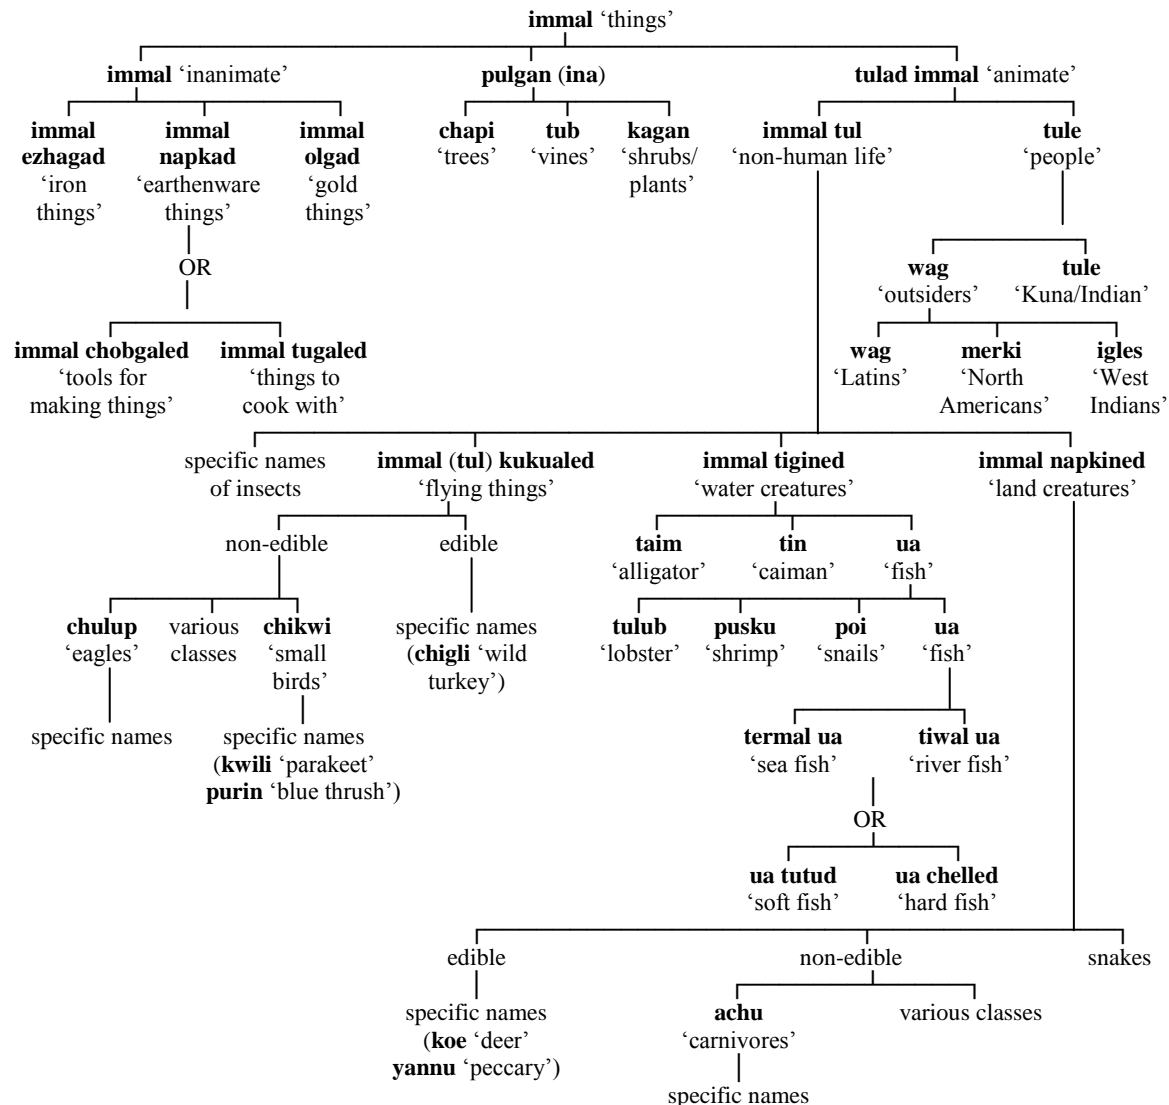 immal ‘things’
immal ‘inanimate’ pulgan (ina) tulad immal ‘animate’
immal immal immal chapi tub kagan immal tul tule
ezhagad napkad olgad ‘trees’ ‘vines’ ‘shrubs/ ‘non-human life’ ‘people’
‘iron ‘earthenware ‘gold plants’
things’ things’ things’
OR
wag tule
‘outsiders’ ‘Kuna/Indian’
immal chobgaled immal tugaled wag merki igles
‘tools for ‘things to ‘Latins’ ‘North ‘West
making things’ cook with’ Americans’ Indians’
specific names immal (tul) kukualed immal tigined immal napkined
of insects ‘flying things’ ‘water creatures’ ‘land creatures’
non-edible edible taim tin ua
‘alligator’ ‘caiman’ ‘fish’
chulup various chikwi specific names tulub pusku poi ua
‘eagles’ classes ‘small (chigli ‘wild ‘lobster’ ‘shrimp’ ‘snails’ ‘fish’
birds’ turkey’)
specific names specific names termal ua tiwal ua
(kwili ‘parakeet’ ‘sea fish’ ‘river fish’
purin ‘blue thrush’)
OR
ua tutud ua chelled
‘soft fish’ ‘hard fish’
edible non-edible snakes
specific names achu various classes
(koe ‘deer’ ‘carnivores’
yannu ‘peccary’)
specific names